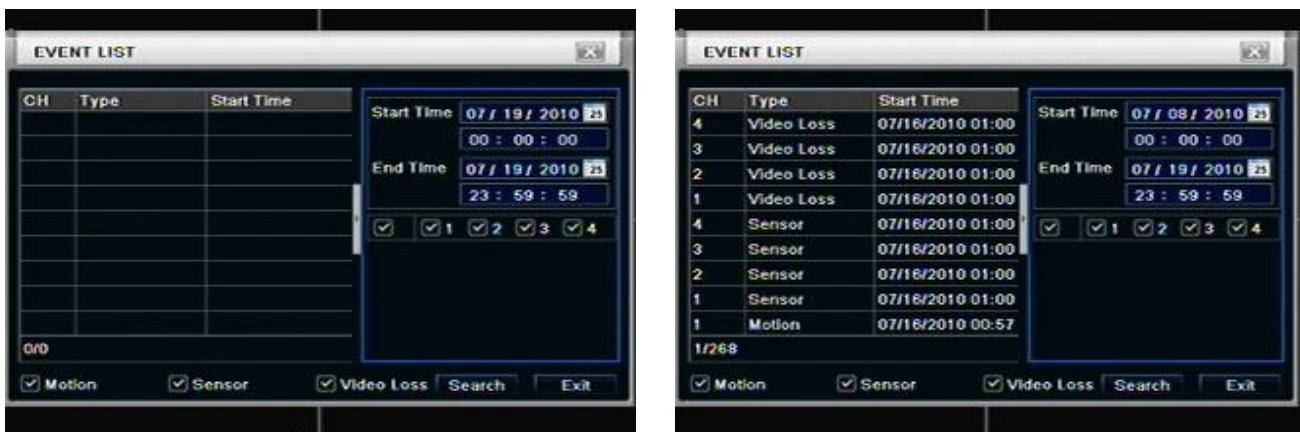 EVENT LIST
CH Type Start Time
Start Time 07 / 19 / 2010 25
00 : 00 : 00
End Time 07 / 19 / 2010 25
23 : 59 : 59
1 2 3 4
0/0
Motion Sensor Video Loss Search Exit
EVENT LIST
CH Type Start Time
4 Video Loss 07/16/2010 01:00
3 Video Loss 07/16/2010 01:00
2 Video Loss 07/16/2010 01:00
1 Video Loss 07/16/2010 01:00
4 Sensor 07/16/2010 01:00
3 Sensor 07/16/2010 01:00
2 Sensor 07/16/2010 01:00
1 Sensor 07/16/2010 01:00
1 Motion 07/16/2010 00:57
1/268
Start Time 07 / 08 / 2010 25
00 : 00 : 00
End Time 07 / 19 / 2010 25
23 : 59 : 59
1 2 3 4
Motion Sensor Video Loss Search Exit